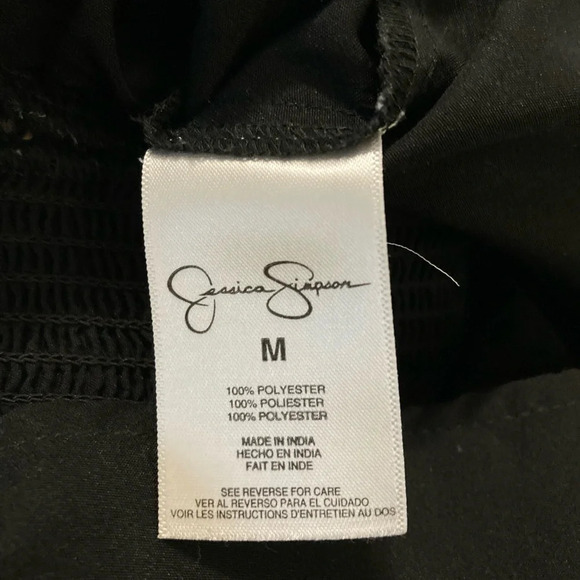 Jessica Simpson
M
100% POLYESTER
100% POLIESTER
100% POLYESTER
MADE IN INDIA
HECHO EN INDIA
FAIT EN INDE
SEE REVERSE FOR CARE
VER AL REVERSO PARA EL CUIDADO
VOIR LES INSTRUCTIONS D'ENTRETIEN AU DOS